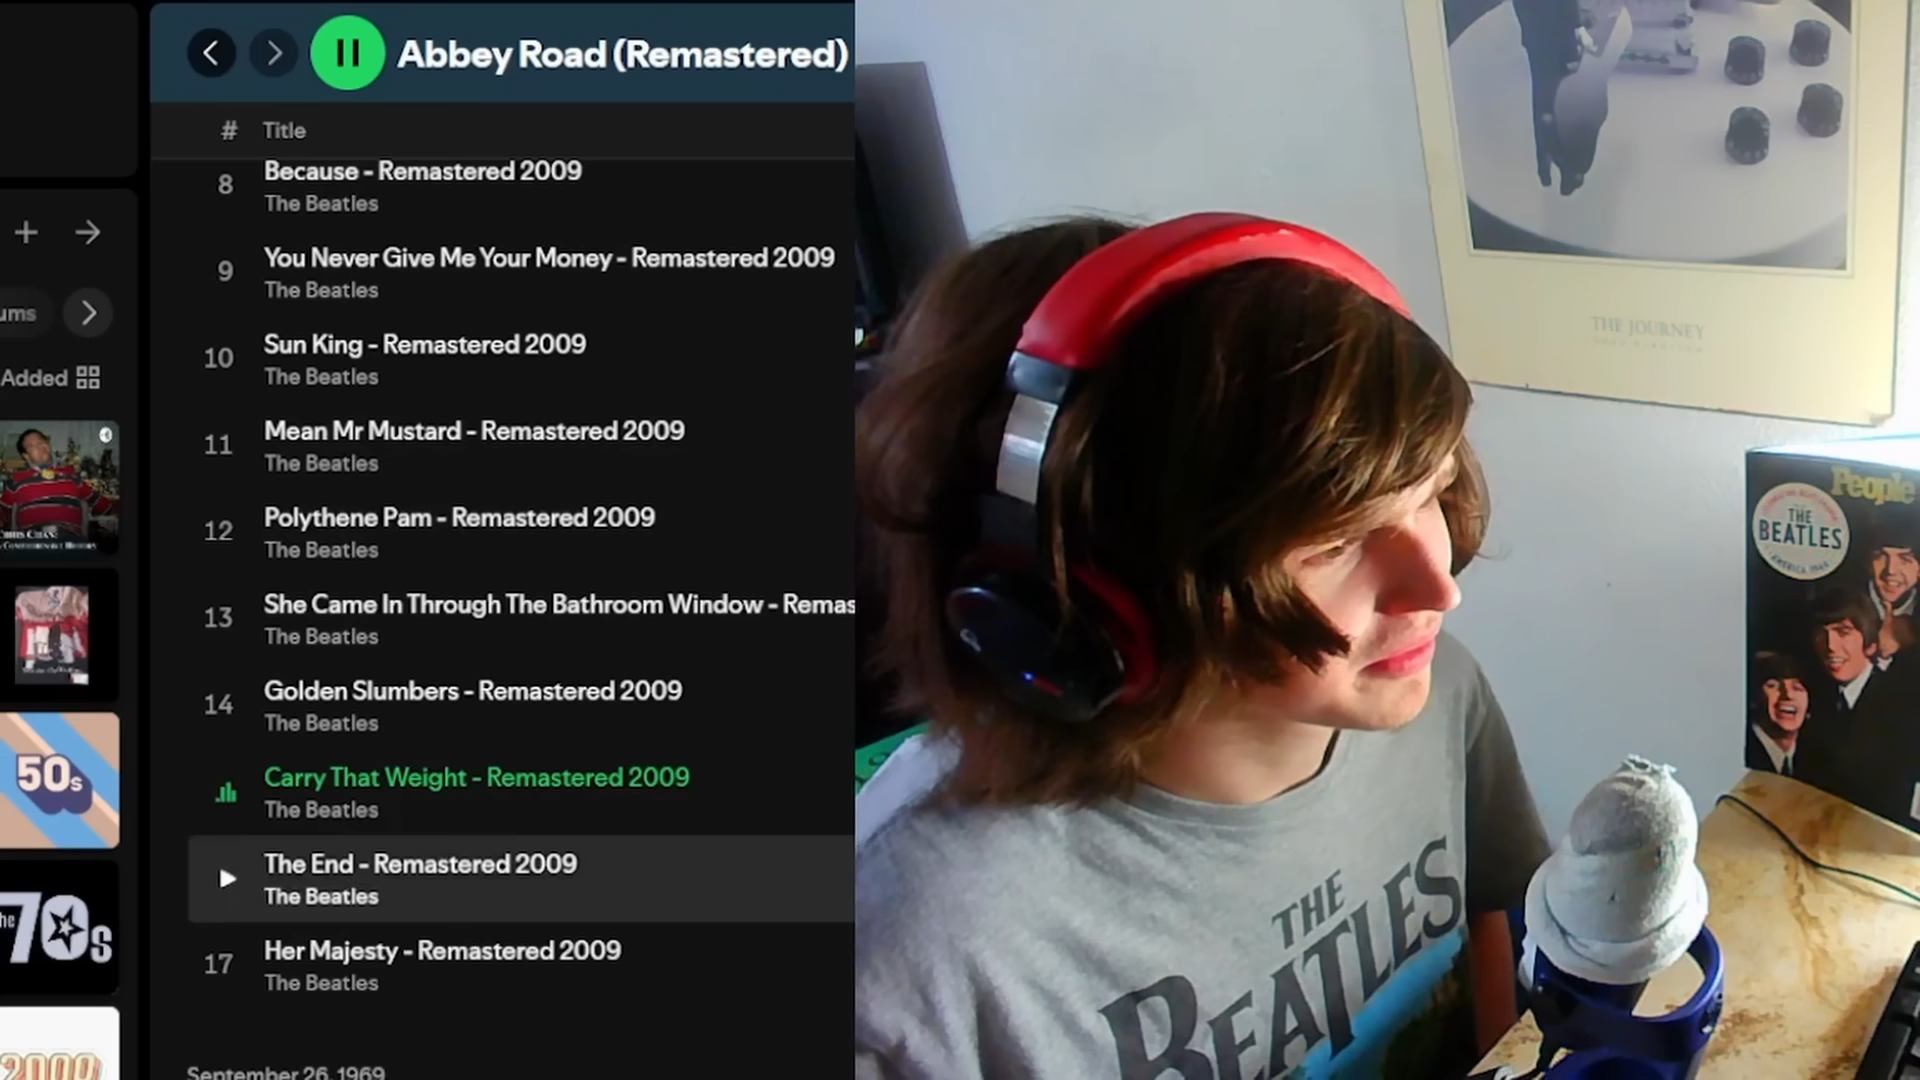 Abbey Road (Remastered)
# Title
8 Because - Remastered 2009
The Beatles
9 You Never Give Me Your Money - Remastered 2009
The Beatles
10 Sun King - Remastered 2009
The Beatles
11 Mean Mr Mustard - Remastered 2009
The Beatles
12 Polythene Pam - Remastered 2009
The Beatles
13 She Came In Through The Bathroom Window - Remas
The Beatles
14 Golden Slumbers - Remastered 2009
The Beatles
Carry That Weight - Remastered 2009
The Beatles
The End - Remastered 2009
The Beatles
17 Her Majesty - Remastered 2009
The Beatles
September 26, 1969
ums
Added
50s
the
70s
2000
THE JOURNEY
People
THE
BEATLES
THE
BEATLES